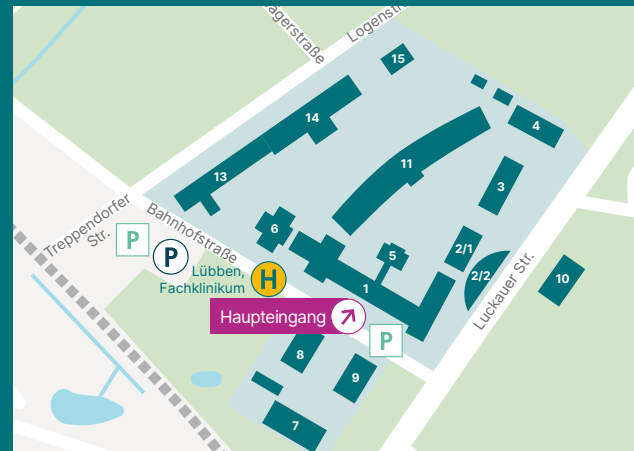 Logenstr
agerstraße
15
14
4
11
13
3
Treppendorfer
Str.
Bahnhofstraße
6
P
P
2/1
5
Lübben,
Fachklinikum
H
2/2
10
1
Luckauer Str.
Haupteingang
P
8
9
7